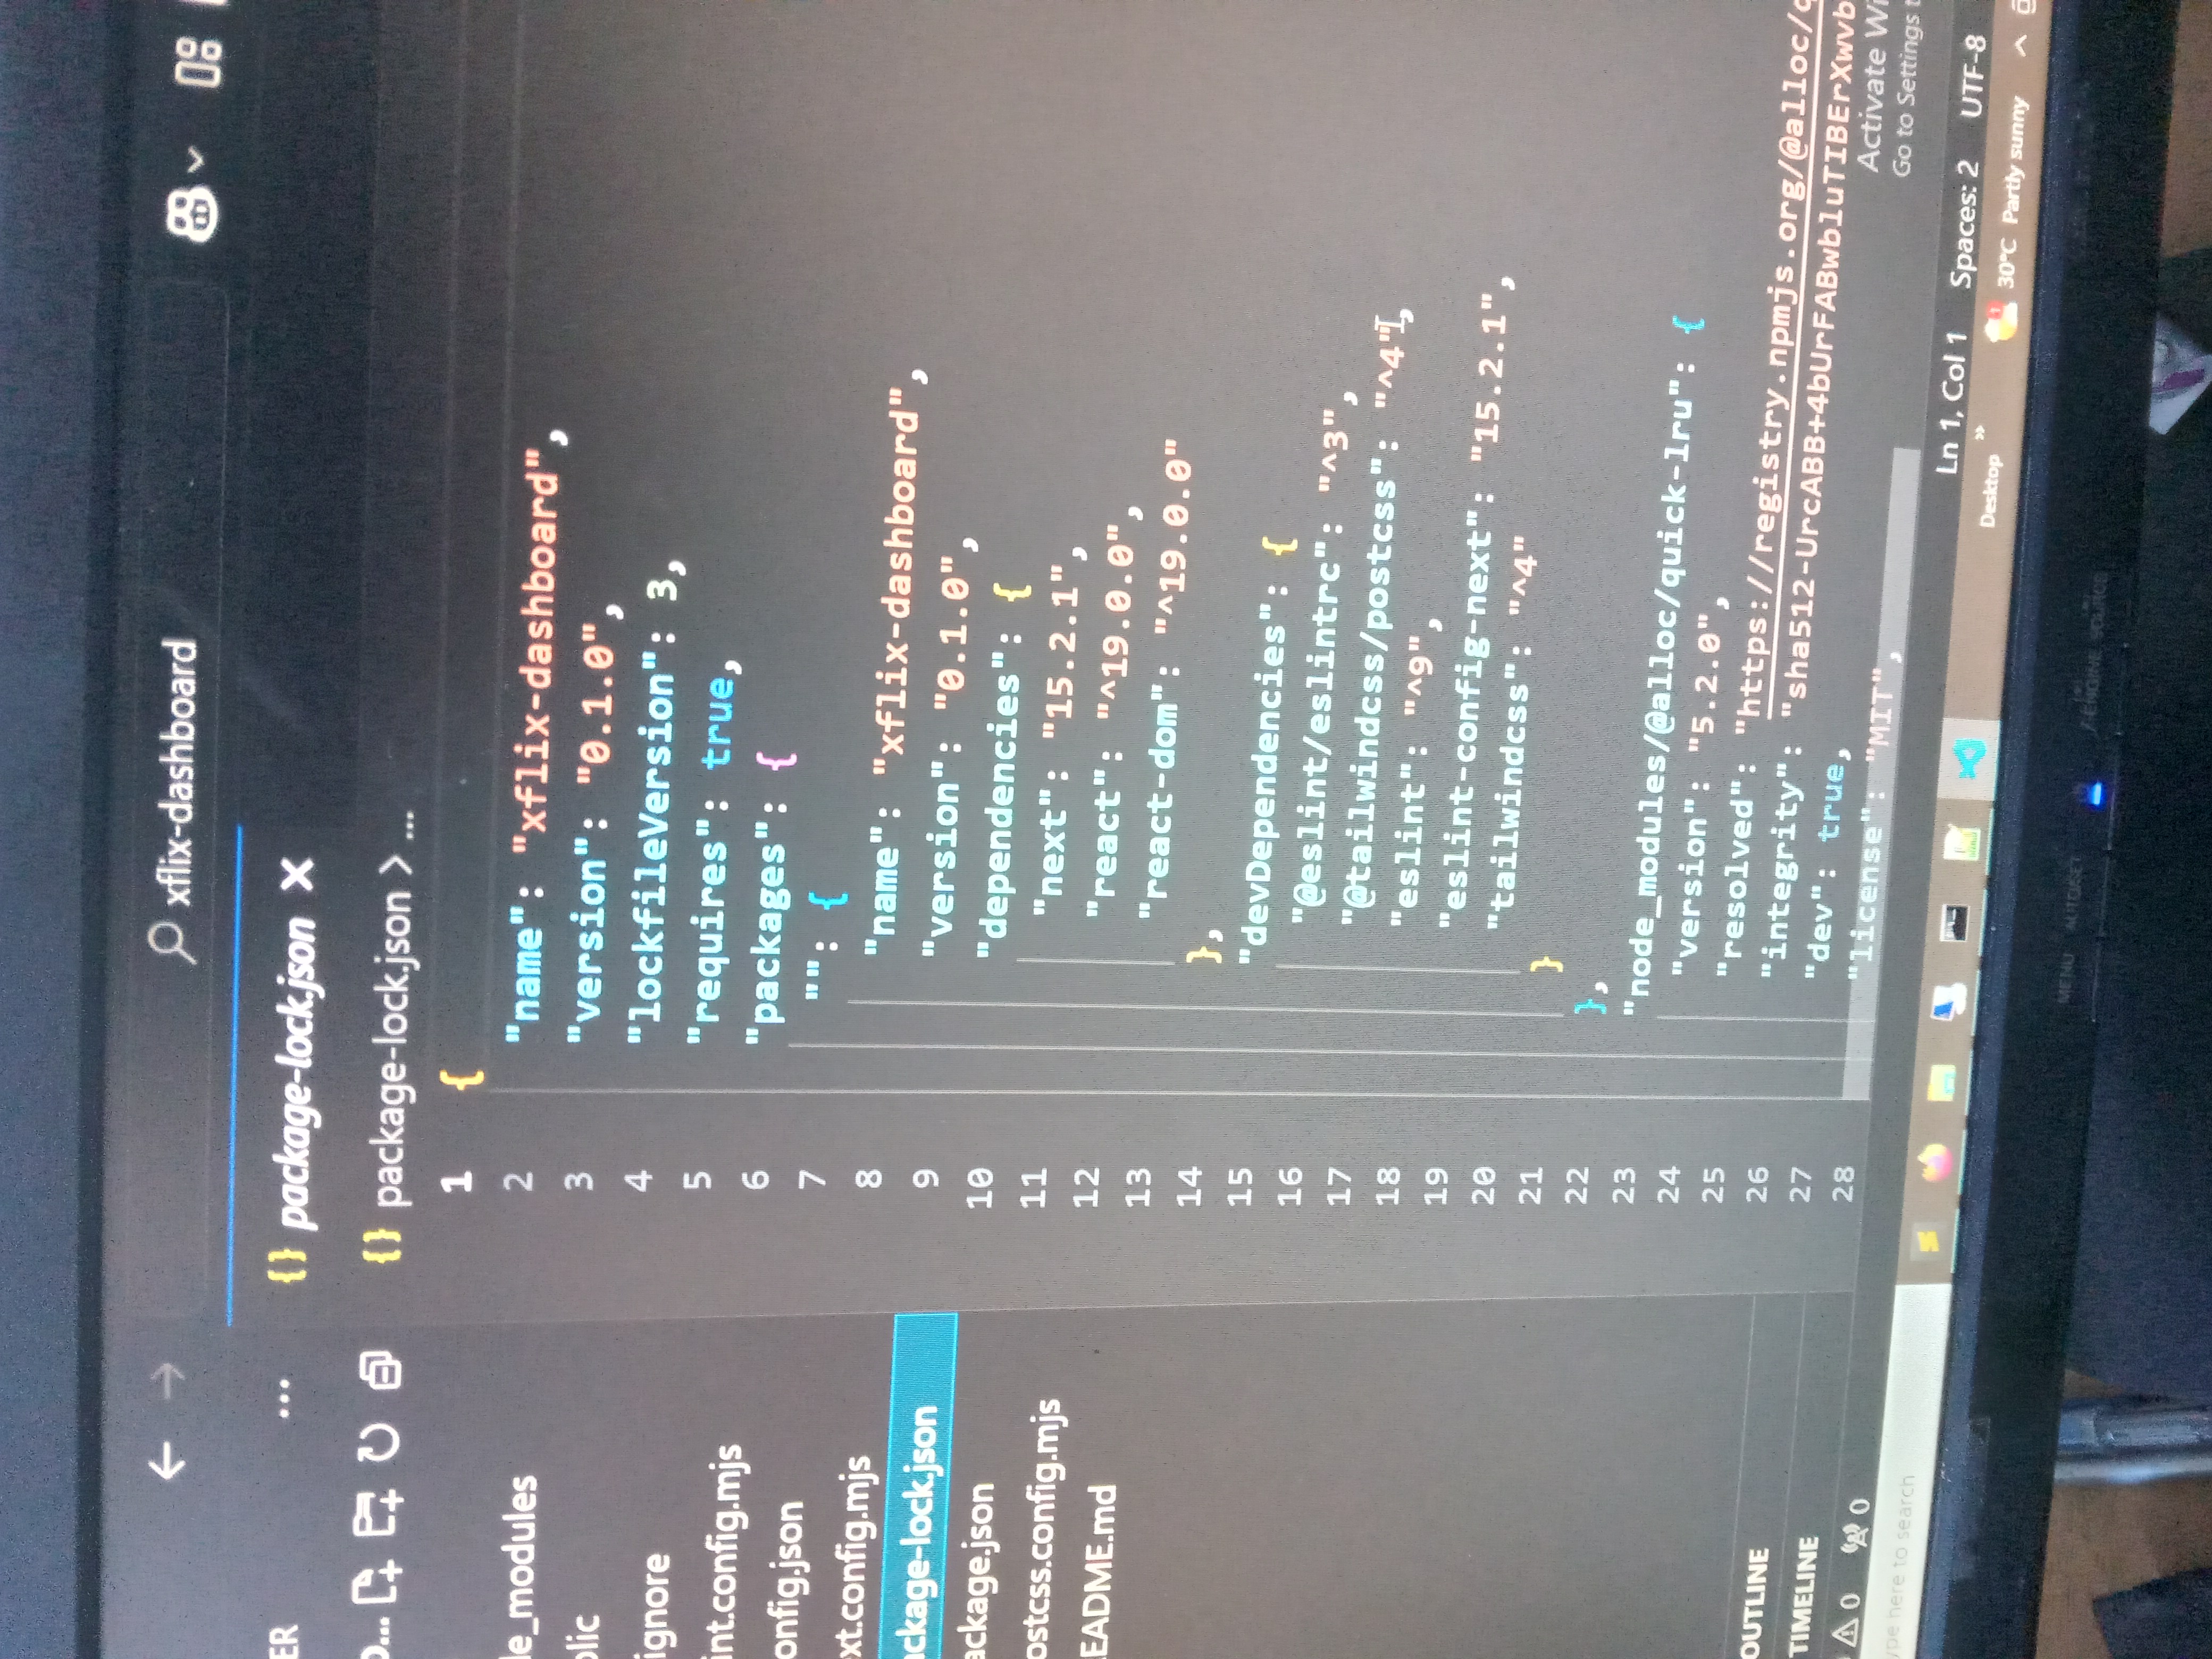 xflix-dashboard
ER
...
package-lock.json
package-lock.json > ...
le_modules
lic
ignore
int.config.mjs
onfig.json
xt.config.mjs
ckage-lock.json
ackage.json
ostcss.config.mjs
EADME.md
OUTLINE
TIMELINE
0
0
1 {
2 "name": "xflix-dashboard",
3 "version": "0.1.0",
4 "lockfileVersion": 3,
5 "requires": true,
6 "packages": {
7 "": {
8 "name": "xflix-dashboard",
9 "version": "0.1.0",
10 "dependencies": {
11 "next": "15.2.1",
12 "react": "^19.0.0",
13 "react-dom": "^19.0.0"
14 },
15 "devDependencies": {
16 "@eslint/eslintrc": "^3",
17 "@tailwindcss/postcss": "^4",
18 "eslint": "^9",
19 "eslint-config-next": "15.2.1",
20 "tailwindcss": "^4"
21 }
22 },
23 "node_modules/@alloc/quick-lru": {
24 "version": "5.2.0",
25 "resolved": "https://registry.npmjs.org/@alloc/q
26 "integrity": "sha512-UrcABB+4bUrFABwbluTIBErXwvb
27 "dev": true,
28 "license": "MIT",
Activate Wi
Go to Settings t
Ln 1, Col 1 Spaces: 2 UTF-8
ype here to search
Desktop
1
30°C Partly sunny
MENU AUTO/SET
SOURCE